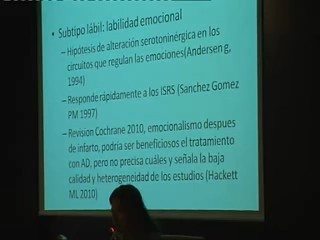 • Subtipo lábil: labilidad emocional
– Hipótesis de alteración serotoninérgica en los
circuitos que regulan las emociones(Andersen g,
1994)
– Responde rápidamente a los ISRS (Sanchez Gomez
PM 1997)
– Revision Cochrane 2010, emocionalismo despues
de infarto, podria ser beneficiosos el tratamiento
con AD, pero no precisa cuáles y señala la baja
calidad y heterogeneidad de los estudios (Hackett
ML 2010)